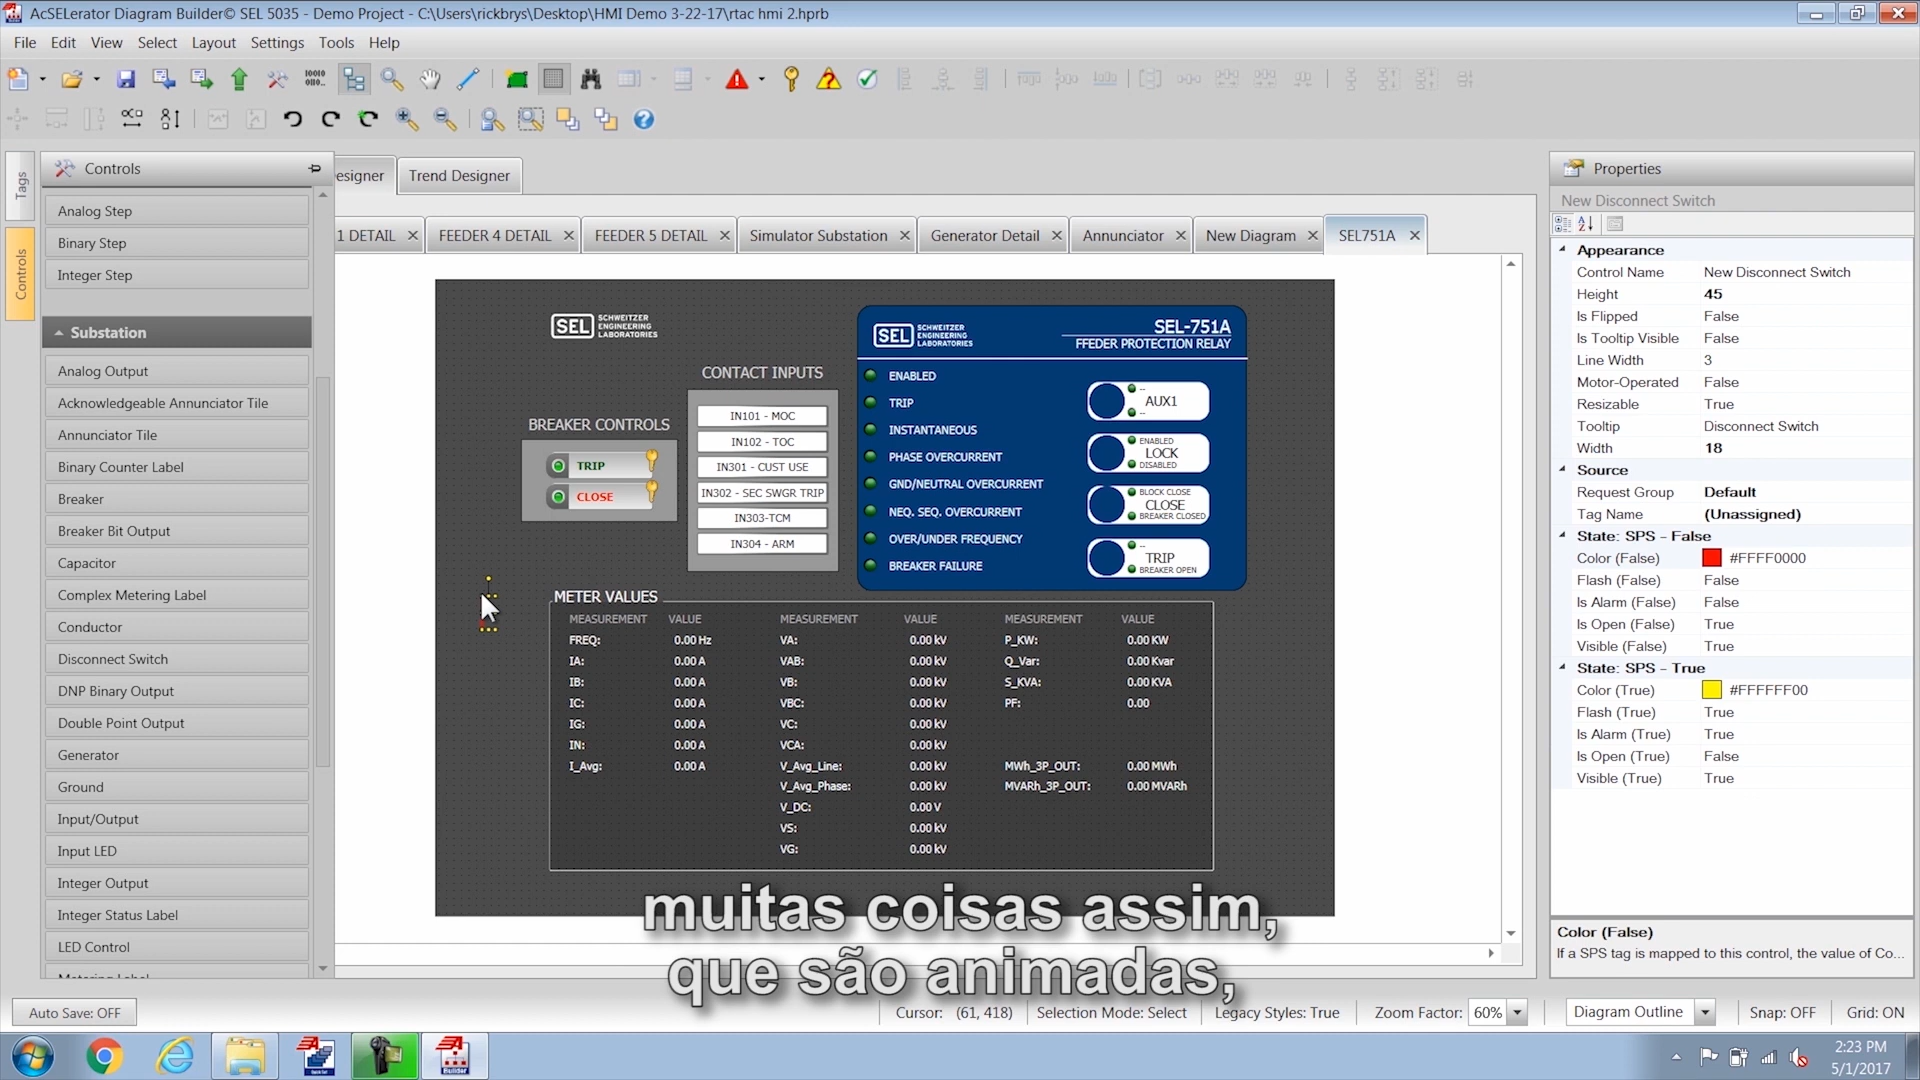 AcSELerator Diagram Builder© SEL 5035 - Demo Project - C:\Users\rickbrys\Desktop\HMI Demo 3-22-17\rtac hmi 2.hprb
File Edit View Select Layout Settings Tools Help
Tags
Controls
Controls
Analog Step
Binary Step
Integer Step
Substation
Analog Output
Acknowledgeable Annunciator Tile
Annunciator Tile
Binary Counter Label
Breaker
Breaker Bit Output
Capacitor
Complex Metering Label
Conductor
Disconnect Switch
DNP Binary Output
Double Point Output
Generator
Ground
Input/Output
Input LED
Integer Output
Integer Status Label
LED Control
esigner Trend Designer
1 DETAIL FEEDER 4 DETAIL FEEDER 5 DETAIL Simulator Substation Generator Detail Annunciator New Diagram SEL751A
SEL SCHWEITZER
ENGINEERING
LABORATORIES
BREAKER CONTROLS
TRIP
CLOSE
CONTACT INPUTS
IN101 - MOC
IN102 - TOC
IN301 - CUST USE
IN302 - SEC SWGR TRIP
IN303-TCM
IN304 - ARM
SEL SCHWEITZER
ENGINEERING
LABORATORIES
SEL-751A
FFEDER PROTECTION RELAY
ENABLED
TRIP
INSTANTANEOUS
PHASE OVERCURRENT
GND/NEUTRAL OVERCURRENT
NEQ. SEQ. OVERCURRENT
OVER/UNDER FREQUENCY
BREAKER FAILURE
--
AUX1
--
ENABLED
LOCK
DISABLED
BLOCK CLOSE
CLOSE
BREAKER CLOSED
--
TRIP
BREAKER OPEN
METER VALUES
MEASUREMENT VALUE MEASUREMENT VALUE MEASUREMENT VALUE
FREQ: 0.00 Hz VA: 0.00 kV P_KW: 0.00 KW
IA: 0.00 A VAB: 0.00 kV Q_Var: 0.00 Kvar
IB: 0.00 A VB: 0.00 kV S_KVA: 0.00 KVA
IC: 0.00 A VBC: 0.00 kV PF: 0.00
IG: 0.00 A VC: 0.00 kV
IN: 0.00 A VCA: 0.00 kV
I_Avg: 0.00 A V_Avg_Line: 0.00 kV MWh_3P_OUT: 0.00 MWh
V_Avg_Phase: 0.00 kV MVARh_3P_OUT: 0.00 MVARh
V_DC: 0.00 V
VS: 0.00 kV
VG: 0.00 kV
muitas coisas assim,
que são animadas,
Properties
New Disconnect Switch
Appearance
Control Name New Disconnect Switch
Height 45
Is Flipped False
Is Tooltip Visible False
Line Width 3
Motor-Operated False
Resizable True
Tooltip Disconnect Switch
Width 18
Source
Request Group Default
Tag Name (Unassigned)
State: SPS - False
Color (False) #FFFF0000
Flash (False) False
Is Alarm (False) False
Is Open (False) True
Visible (False) True
State: SPS - True
Color (True) #FFFFFF00
Flash (True) True
Is Alarm (True) True
Is Open (True) False
Visible (True) True
Color (False)
If a SPS tag is mapped to this control, the value of Co...
Auto Save: OFF Cursor: (61, 418) Selection Mode: Select Legacy Styles: True Zoom Factor: 60% Diagram Outline Snap: OFF Grid: ON
2:23 PM
5/1/2017